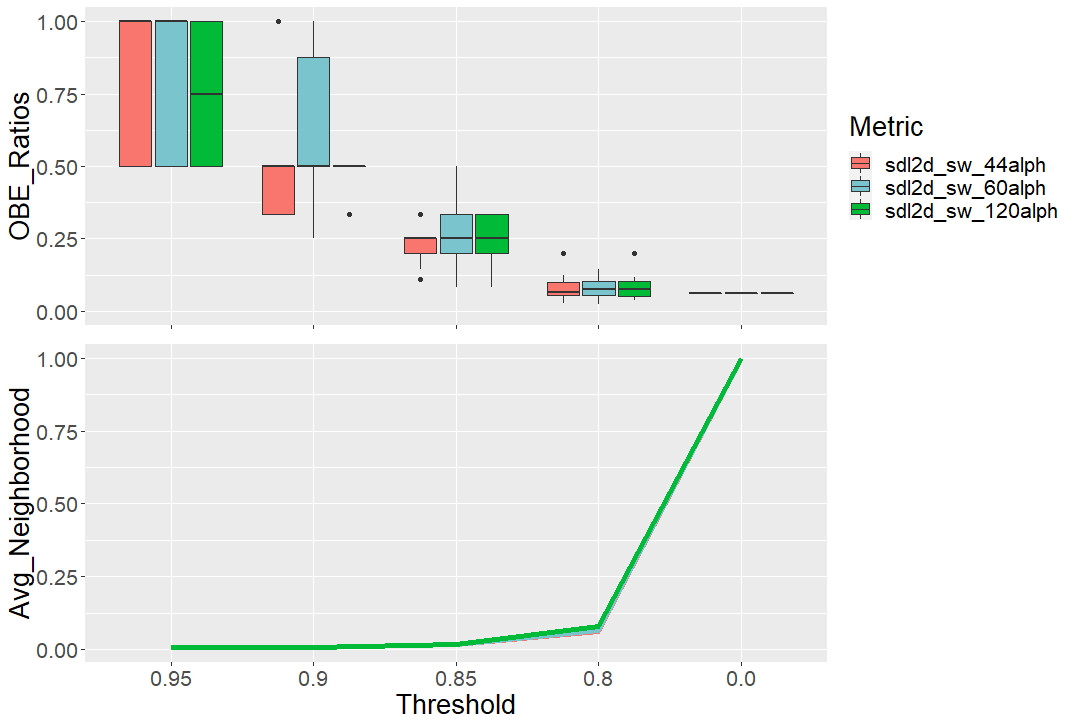 OBE_Ratios
1.00
0.75
0.50
0.25
0.00
Metric
sdl2d_sw_44alph
sdl2d_sw_60alph
sdl2d_sw_120alph
Avg_Neighborhood
1.00
0.75
0.50
0.25
0.00
0.95 0.9 0.85 0.8 0.0
Threshold